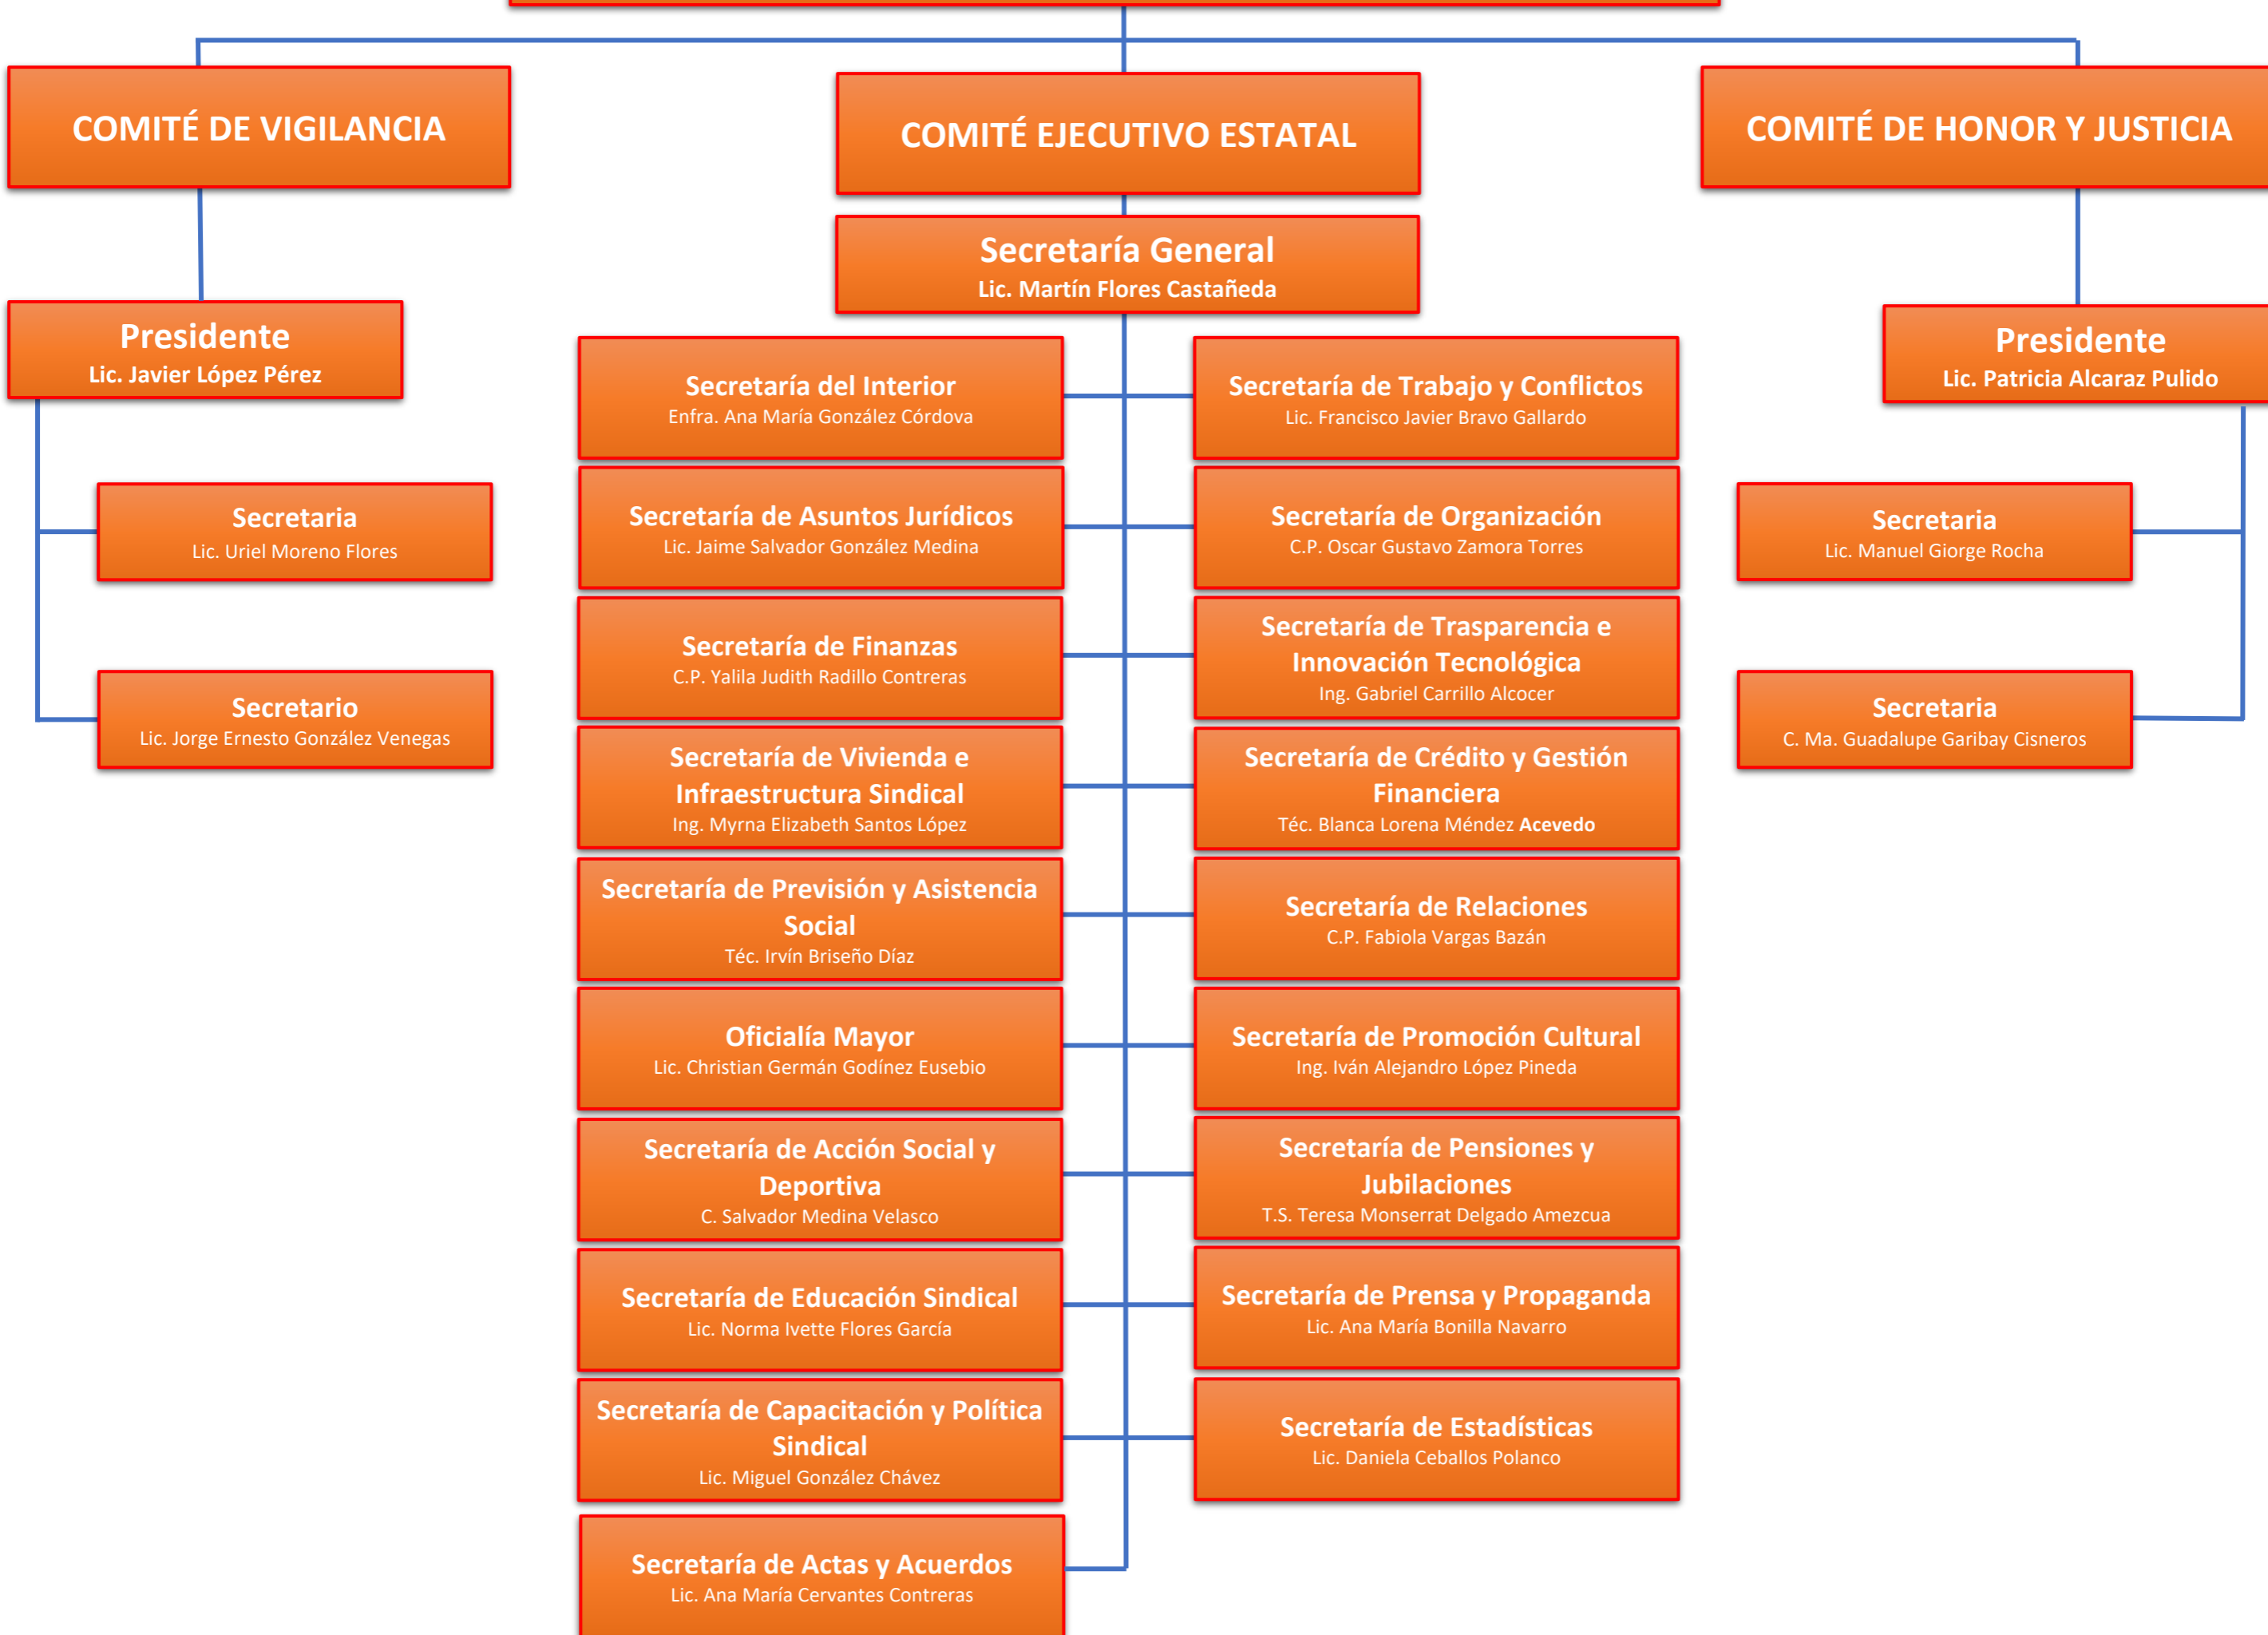 COMITÉ DE VIGILANCIA
COMITÉ EJECUTIVO ESTATAL
COMITÉ DE HONOR Y JUSTICIA
Secretaría General
Lic. Martín Flores Castañeda
Presidente
Lic. Javier López Pérez
Secretaria
Lic. Uriel Moreno Flores
Secretario
Lic. Jorge Ernesto González Venegas
Secretaría del Interior
Enfra. Ana María González Córdova
Secretaría de Trabajo y Conflictos
Lic. Francisco Javier Bravo Gallardo
Secretaría de Asuntos Jurídicos
Lic. Jaime Salvador González Medina
Secretaría de Organización
C.P. Oscar Gustavo Zamora Torres
Secretaría de Finanzas
C.P. Yalila Judith Radillo Contreras
Secretaría de Trasparencia e
Innovación Tecnológica
Ing. Gabriel Carrillo Alcocer
Secretaría de Vivienda e
Infraestructura Sindical
Ing. Myrna Elizabeth Santos López
Secretaría de Crédito y Gestión
Financiera
Téc. Blanca Lorena Méndez Acevedo
Secretaría de Previsión y Asistencia
Social
Téc. Irvín Briseño Díaz
Secretaría de Relaciones
C.P. Fabiola Vargas Bazán
Oficialía Mayor
Lic. Christian Germán Godínez Eusebio
Secretaría de Promoción Cultural
Ing. Iván Alejandro López Pineda
Secretaría de Acción Social y
Deportiva
C. Salvador Medina Velasco
Secretaría de Pensiones y
Jubilaciones
T.S. Teresa Monserrat Delgado Amezcua
Secretaría de Educación Sindical
Lic. Norma Ivette Flores García
Secretaría de Prensa y Propaganda
Lic. Ana María Bonilla Navarro
Secretaría de Capacitación y Política
Sindical
Lic. Miguel González Chávez
Secretaría de Estadísticas
Lic. Daniela Ceballos Polanco
Secretaría de Actas y Acuerdos
Lic. Ana María Cervantes Contreras
Presidente
Lic. Patricia Alcaraz Pulido
Secretaria
Lic. Manuel Giorge Rocha
Secretaria
C. Ma. Guadalupe Garibay Cisneros